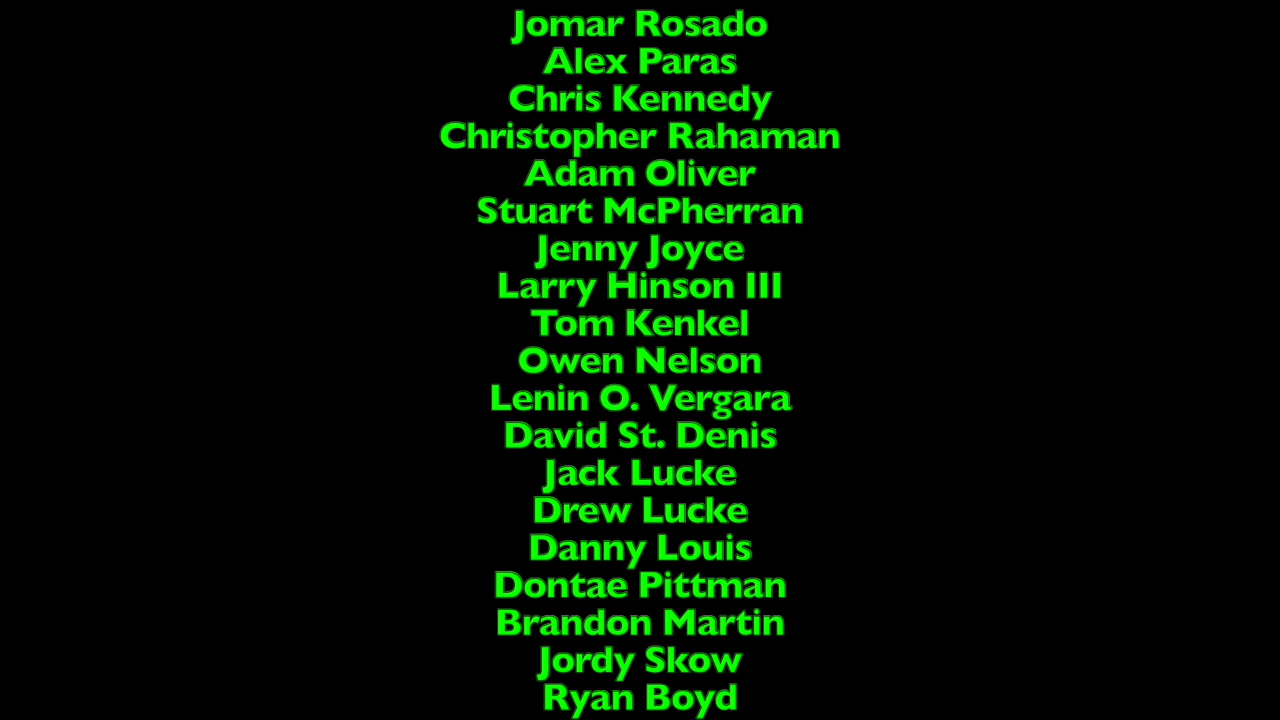 Jomar Rosado
Alex Paras
Chris Kennedy
Christopher Rahaman
Adam Oliver
Stuart McPherran
Jenny Joyce
Larry Hinson III
Tom Kenkel
Owen Nelson
Lenin O. Vergara
David St. Denis
Jack Lucke
Drew Lucke
Danny Louis
Dontae Pittman
Brandon Martin
Jordy Skow
Ryan Boyd